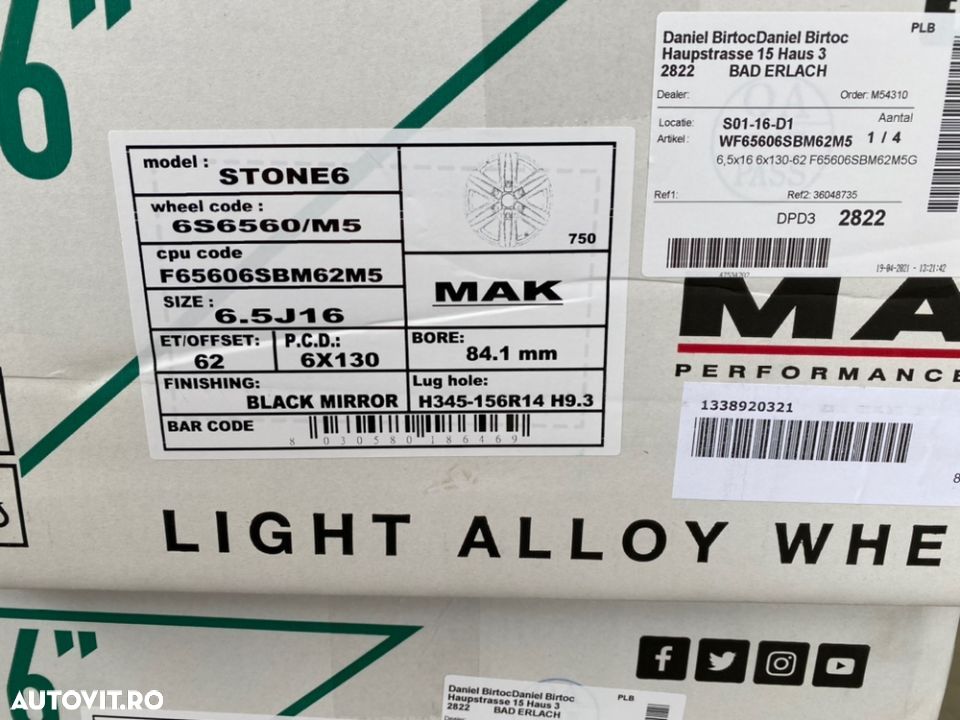 6"
model :
STONE6
wheel code :
6S6560/M5
cpu code
F65606SBM62M5
SIZE :
6.5J16
ET/OFFSET:
62
P.C.D.:
6X130
FINISHING:
BLACK MIRROR
BAR CODE
8 030580 186469
750
MAK
BORE:
84.1 mm
Lug hole:
H345-156R14 H9.3
PLB
Daniel BirtocDaniel Birtoc
Haupstrasse 15 Haus 3
2822 BAD ERLACH
Dealer:
Order: M54310
Locatie: S01-16-D1
Aantal
Artikel: WF65606SBM62M5 1 / 4
6,5x16 6x130-62 F65606SBM62M5G
QA
PASS
Ref1:
Ref2: 36048735
DPD3 2822
19-04-2021 - 13:21:42
MA
PERFORMANCE
1338920321
8
LIGHT ALLOY WHE
6"
Daniel BirtocDaniel Birtoc
PLB
Haupstrasse 15 Haus 3
2822 BAD ERLACH
AUTOVIT.RO